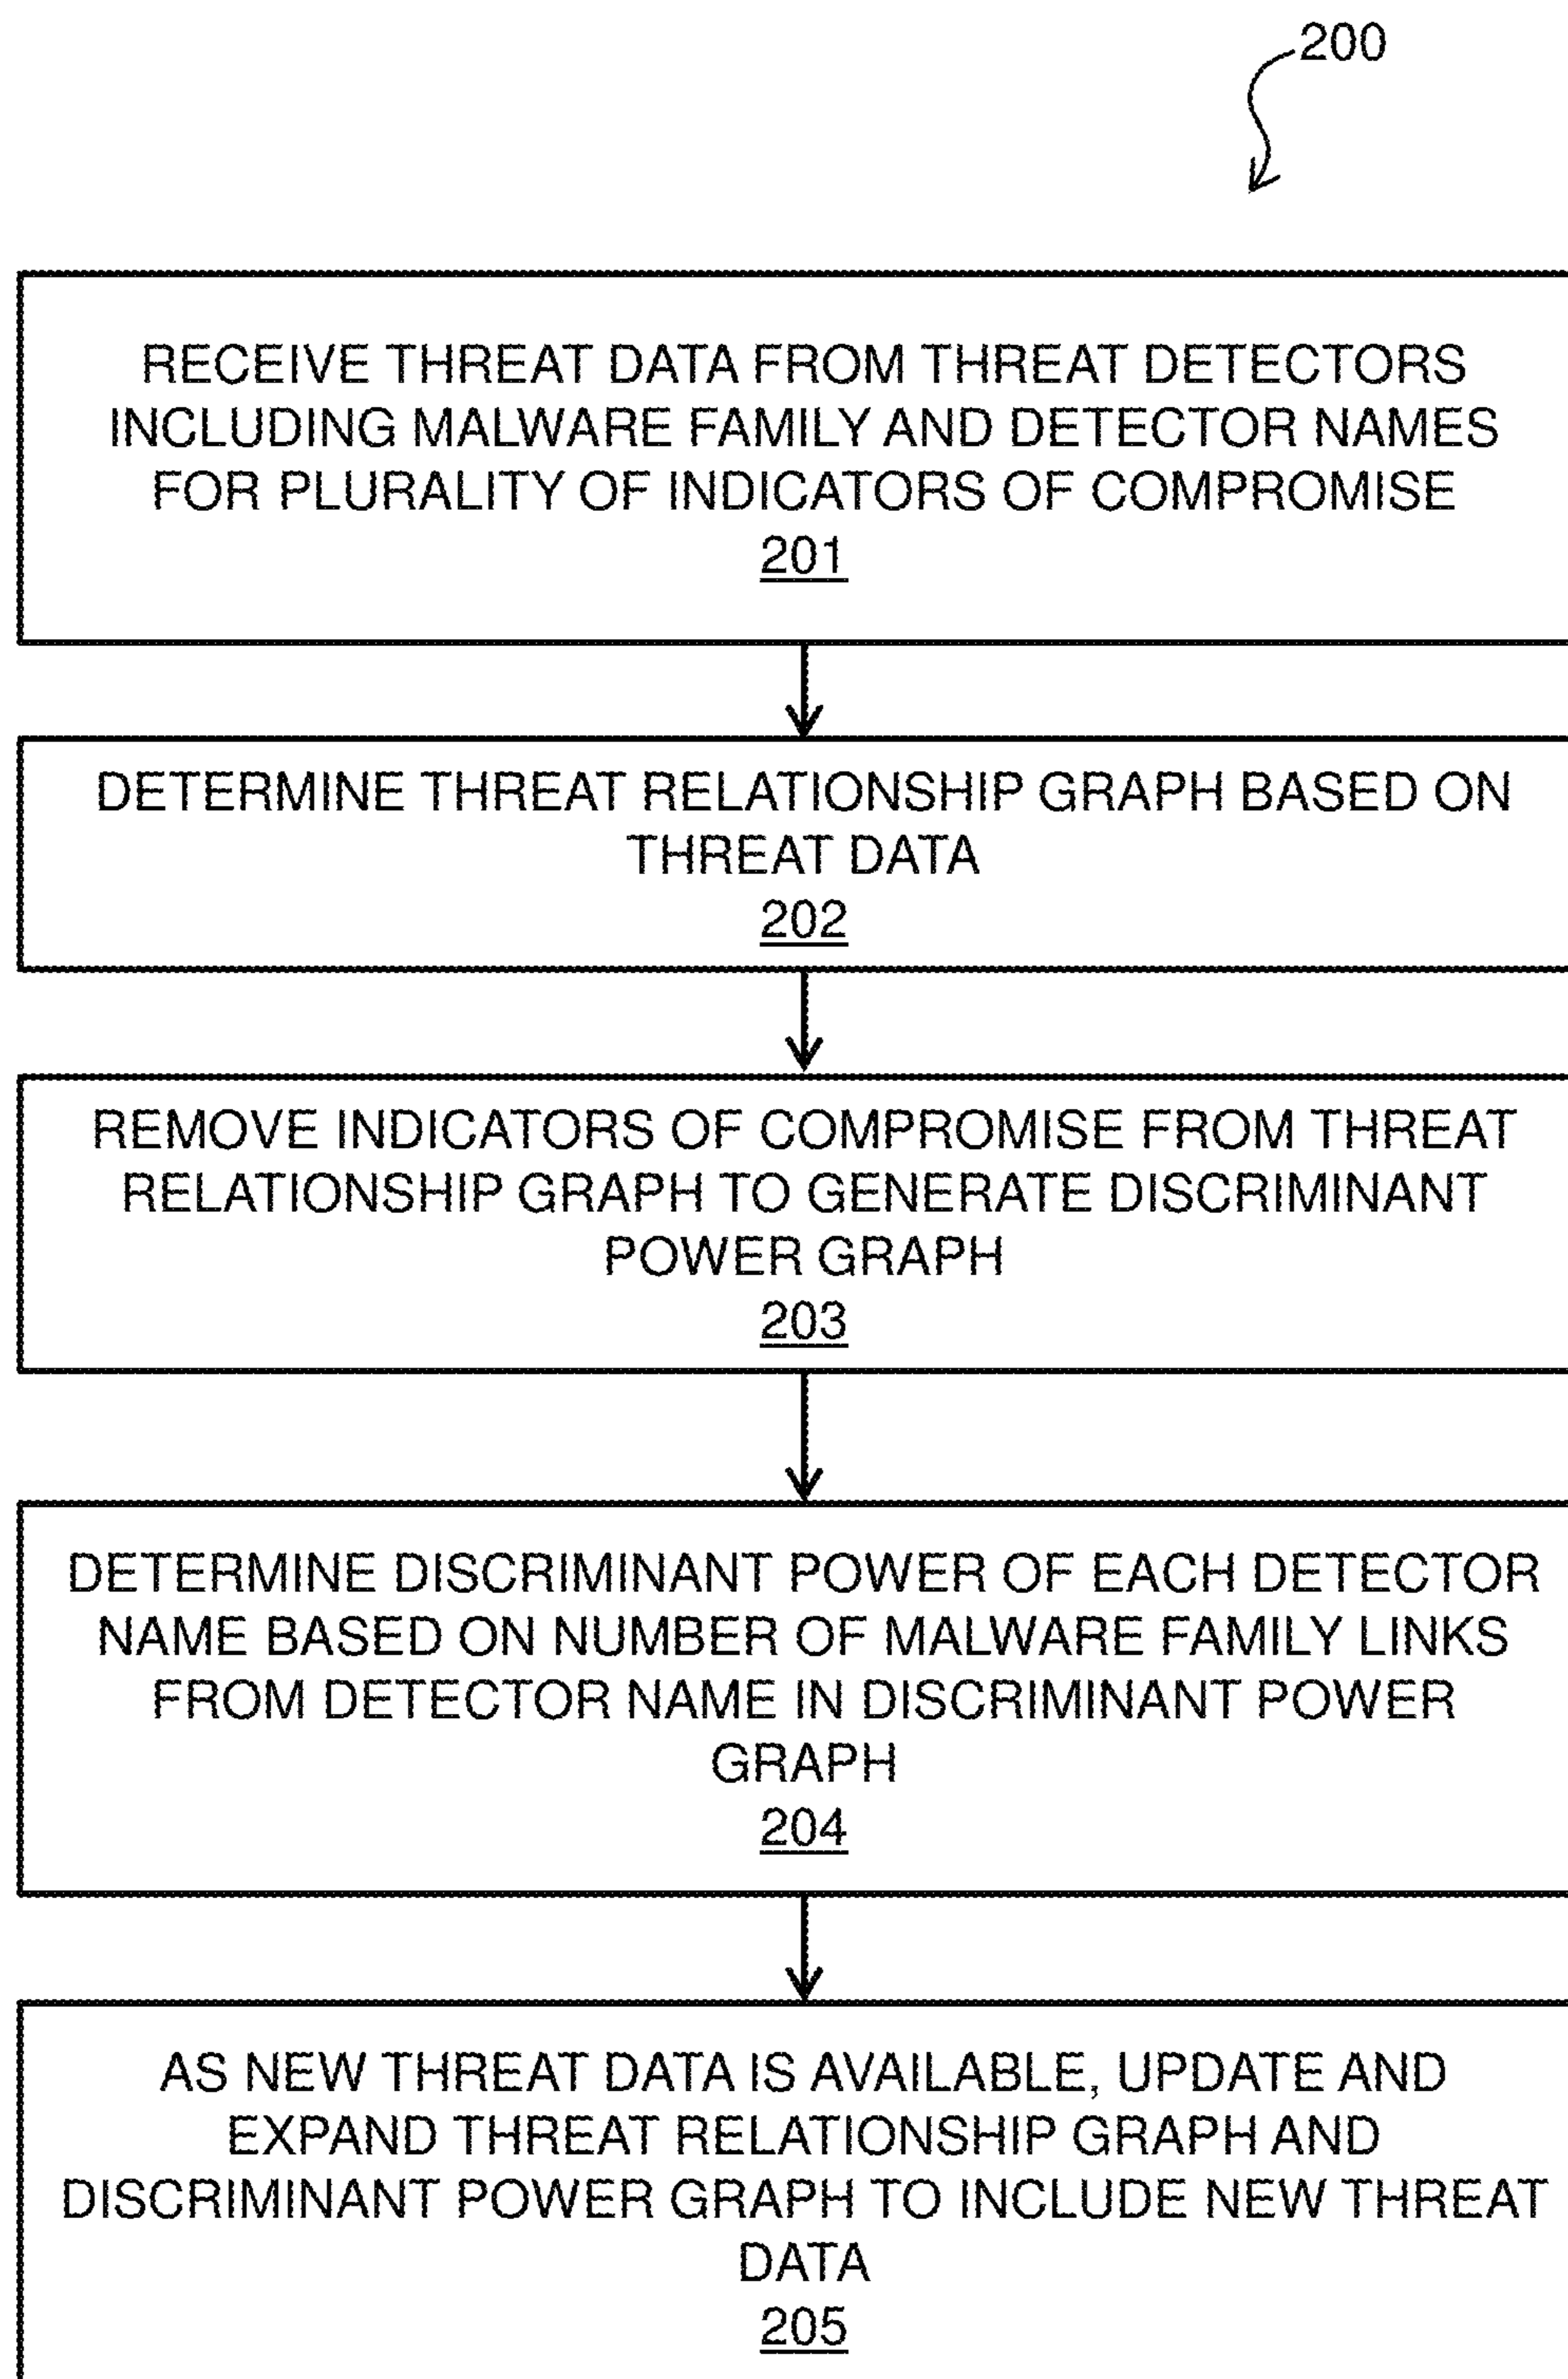 200
RECEIVE THREAT DATA FROM THREAT DETECTORS
INCLUDING MALWARE FAMILY AND DETECTOR NAMES
FOR PLURALITY OF INDICATORS OF COMPROMISE
201
DETERMINE THREAT RELATIONSHIP GRAPH BASED ON
THREAT DATA
202
REMOVE INDICATORS OF COMPROMISE FROM THREAT
RELATIONSHIP GRAPH TO GENERATE DISCRIMINANT
POWER GRAPH
203
DETERMINE DISCRIMINANT POWER OF EACH DETECTOR
NAME BASED ON NUMBER OF MALWARE FAMILY LINKS
FROM DETECTOR NAME IN DISCRIMINANT POWER
GRAPH
204
AS NEW THREAT DATA IS AVAILABLE, UPDATE AND
EXPAND THREAT RELATIONSHIP GRAPH AND
DISCRIMINANT POWER GRAPH TO INCLUDE NEW THREAT
DATA
205